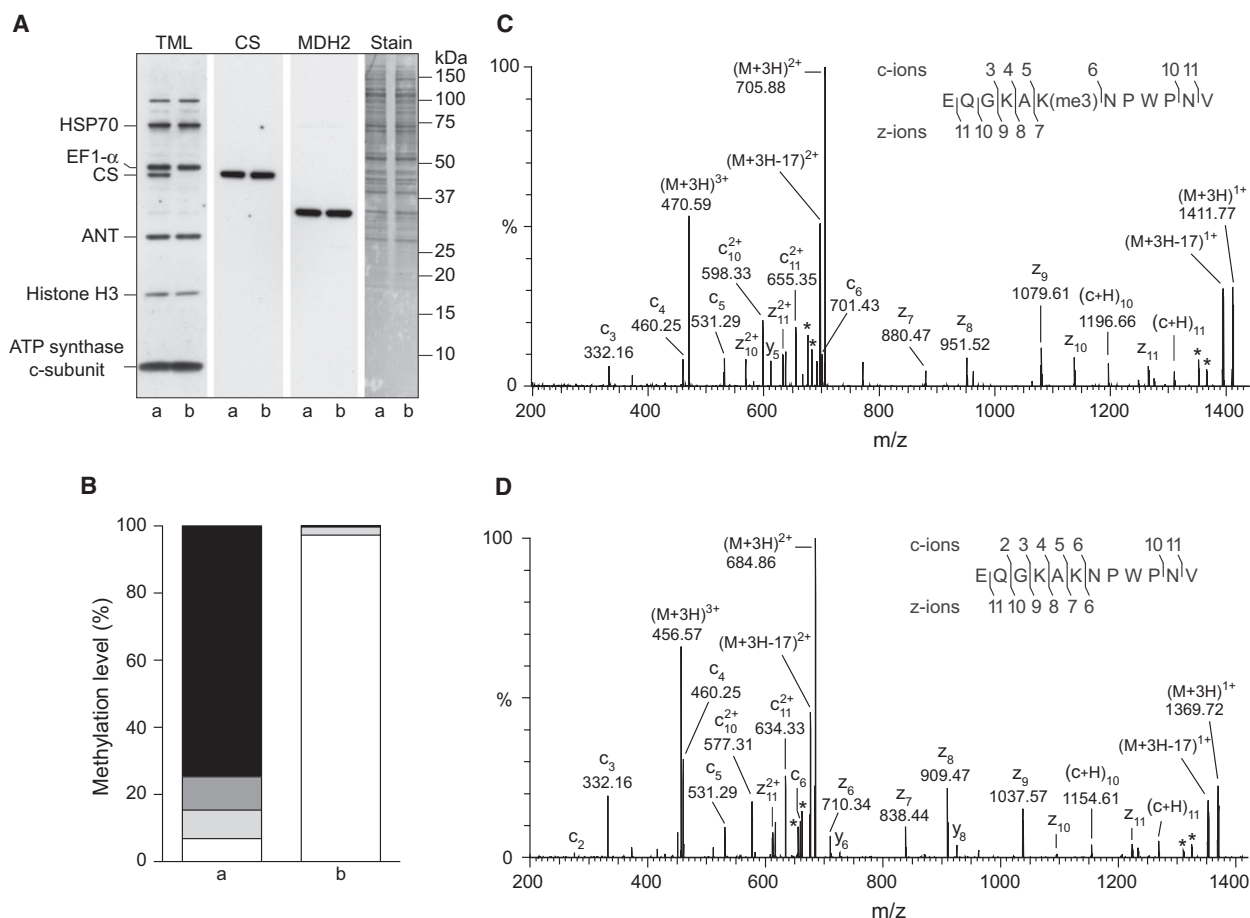 A
TML CS MDH2 Stain
kDa
150
100
75
50
37
25
20
15
10
HSP70
EF1-α
CS
ANT
Histone H3
ATP synthase
c-subunit
a b a b a b a b
B
Methylation level (%)
100
80
60
40
20
0
a b
C
100
%
0
(M+3H)2+
705.88
(M+3H-17)2+
(M+3H)3+
470.59
c3
332.16
c4
460.25
c5
531.29
c10 2+
598.33
z10 2+
y5
z11 2+
c11 2+
655.35
* *
c6
701.43
z7
880.47
z8
951.52
z9
1079.61
z10
(c+H)10
1196.66
z11
(c+H)11
* *
(M+3H-17)1+
(M+3H)1+
1411.77
c-ions 3 4 5 6 10 11
E Q G K A K(me3) N P W P N V
z-ions 11 10 9 8 7
200 400 600 800 1000 1200 1400
m/z
D
100
%
0
(M+3H)2+
684.86
(M+3H-17)2+
(M+3H)3+
456.57
c2
c3
332.16
c4
460.25
c5
531.29
c10 2+
577.31
z11 2+
c11 2+
634.33
c6
* *
z6
710.34
y6
z7
838.44
z8
909.47
y8
z9
1037.57
z10
(c+H)10
1154.61
z11
(c+H)11
* *
(M+3H-17)1+
(M+3H)1+
1369.72
c-ions 2 3 4 5 6 10 11
E Q G K A K N P W P N V
z-ions 11 10 9 8 7 6
200 400 600 800 1000 1200 1400
m/z